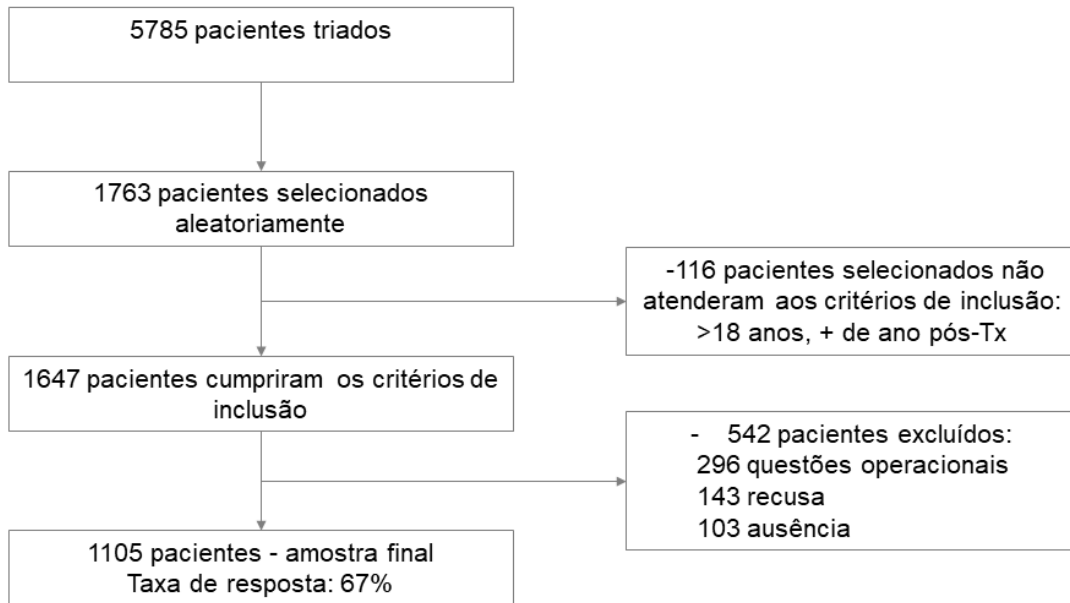 5785 pacientes triados
1763 pacientes selecionados
aleatoriamente
-116 pacientes selecionados não
atenderam aos critérios de inclusão:
>18 anos, + de ano pós-Tx
1647 pacientes cumpriram os critérios de
inclusão
- 542 pacientes excluídos:
296 questões operacionais
143 recusa
103 ausência
1105 pacientes - amostra final
Taxa de resposta: 67%